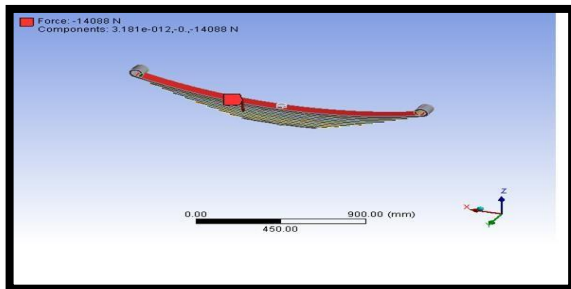 Force: -14088 N
Components: 3.181e-012,-0.,-14088 N
0.00 900.00 (mm)
450.00
Z
X
Y